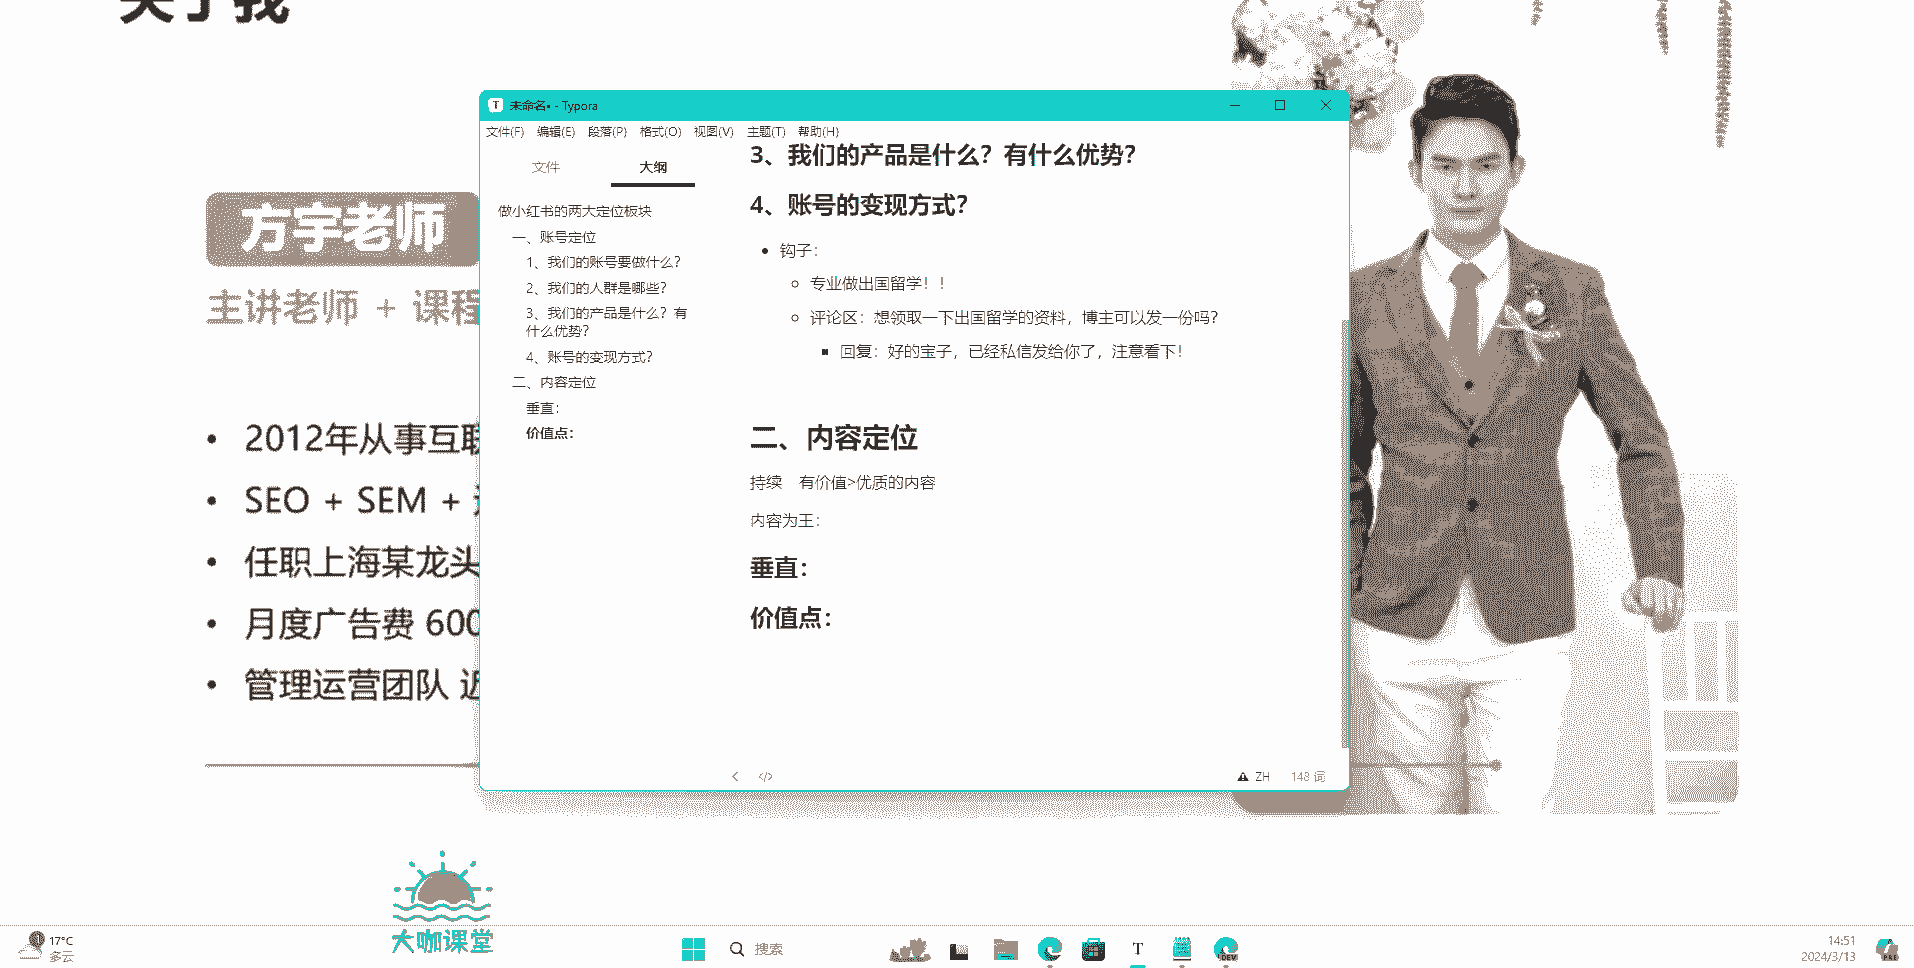 关于我
方宇老师
主讲老师 + 课程
2012年从事互联
SEO + SEM +
任职上海某龙头
月度广告费 600
管理运营团队 近
未命名• - Typora
文件(F) 编辑(E) 段落(P) 格式(O) 视图(V) 主题(T) 帮助(H)
文件 大纲
做小红书的两大定位板块
一、账号定位
1、我们的账号要做什么？
2、我们的人群是哪些？
3、我们的产品是什么？有
什么优势？
4、账号的变现方式？
二、内容定位
垂直：
价值点：
3、我们的产品是什么？有什么优势？
4、账号的变现方式？
钩子：
专业做出国留学！！
评论区：想领取一下出国留学的资料，博主可以发一份吗？
回复：好的宝子，已经私信发给你了，注意看下！
二、内容定位
持续 有价值>优质的内容
内容为王：
垂直：
价值点：
ZH 148 词
大咖课堂
17°C
多云
搜索
14:51
2024/3/13